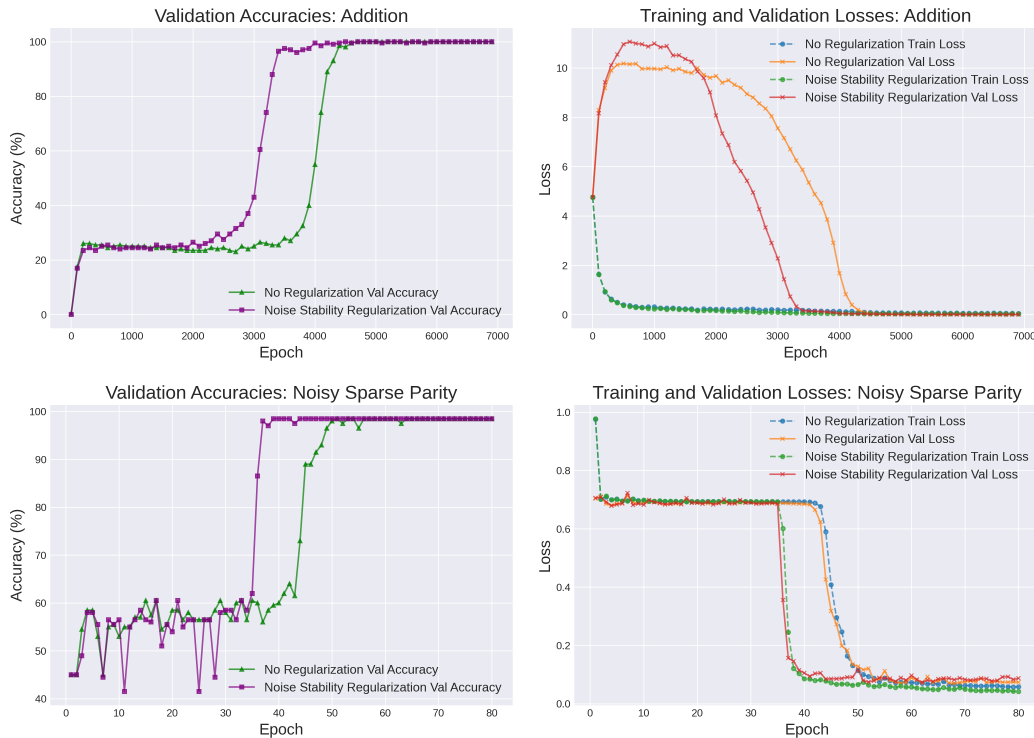 Validation Accuracies: Addition
Accuracy (%)
100
80
60
40
20
0
No Regularization Val Accuracy
Noise Stability Regularization Val Accuracy
0 1000 2000 3000 4000 5000 6000 7000
Epoch
Training and Validation Losses: Addition
Loss
10
8
6
4
2
0
No Regularization Train Loss
No Regularization Val Loss
Noise Stability Regularization Train Loss
Noise Stability Regularization Val Loss
0 1000 2000 3000 4000 5000 6000 7000
Epoch
Validation Accuracies: Noisy Sparse Parity
Accuracy (%)
100
90
80
70
60
50
40
No Regularization Val Accuracy
Noise Stability Regularization Val Accuracy
0 10 20 30 40 50 60 70 80
Epoch
Training and Validation Losses: Noisy Sparse Parity
Loss
1.0
0.8
0.6
0.4
0.2
0.0
No Regularization Train Loss
No Regularization Val Loss
Noise Stability Regularization Train Loss
Noise Stability Regularization Val Loss
0 10 20 30 40 50 60 70 80
Epoch